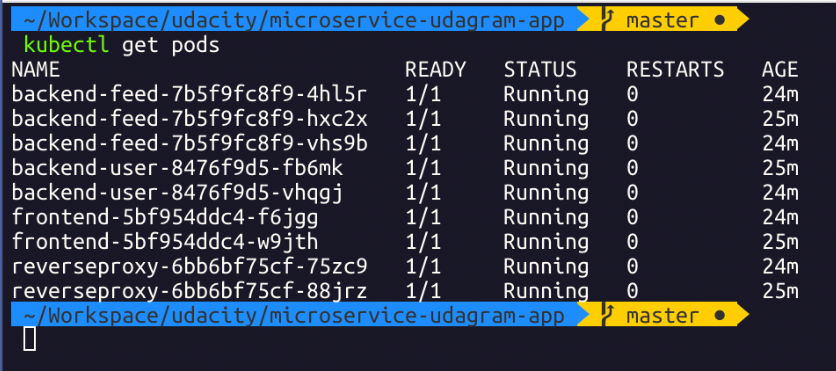 ~/Workspace/udacity/microservice-udagram-app master ●
kubectl get pods
NAME READY STATUS RESTARTS AGE
backend-feed-7b5f9fc8f9-4hl5r 1/1 Running 0 24m
backend-feed-7b5f9fc8f9-hxc2x 1/1 Running 0 25m
backend-feed-7b5f9fc8f9-vhs9b 1/1 Running 0 24m
backend-user-8476f9d5-fb6mk 1/1 Running 0 25m
backend-user-8476f9d5-vhqgj 1/1 Running 0 24m
frontend-5bf954ddc4-f6jgg 1/1 Running 0 24m
frontend-5bf954ddc4-w9jth 1/1 Running 0 25m
reverseproxy-6bb6bf75cf-75zc9 1/1 Running 0 24m
reverseproxy-6bb6bf75cf-88jrz 1/1 Running 0 25m
~/Workspace/udacity/microservice-udagram-app master ●